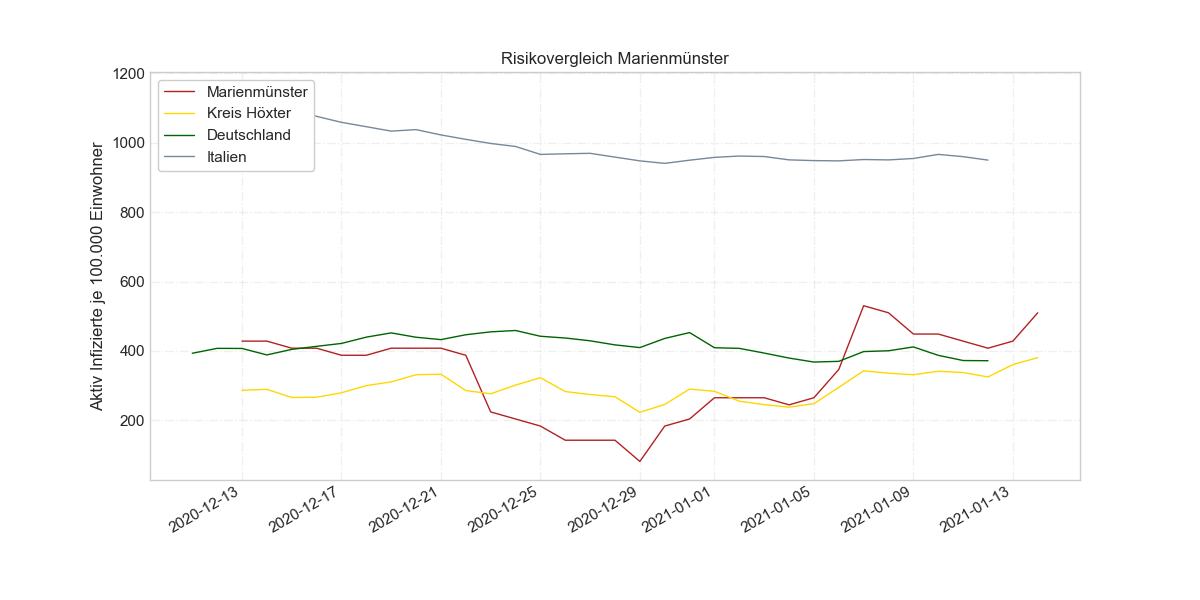 Risikovergleich Marienmünster
Aktiv Infizierte je 100.000 Einwohner
1200
1000
800
600
400
200
Marienmünster
Kreis Höxter
Deutschland
Italien
2020-12-13
2020-12-17
2020-12-21
2020-12-25
2020-12-29
2021-01-01
2021-01-05
2021-01-09
2021-01-13